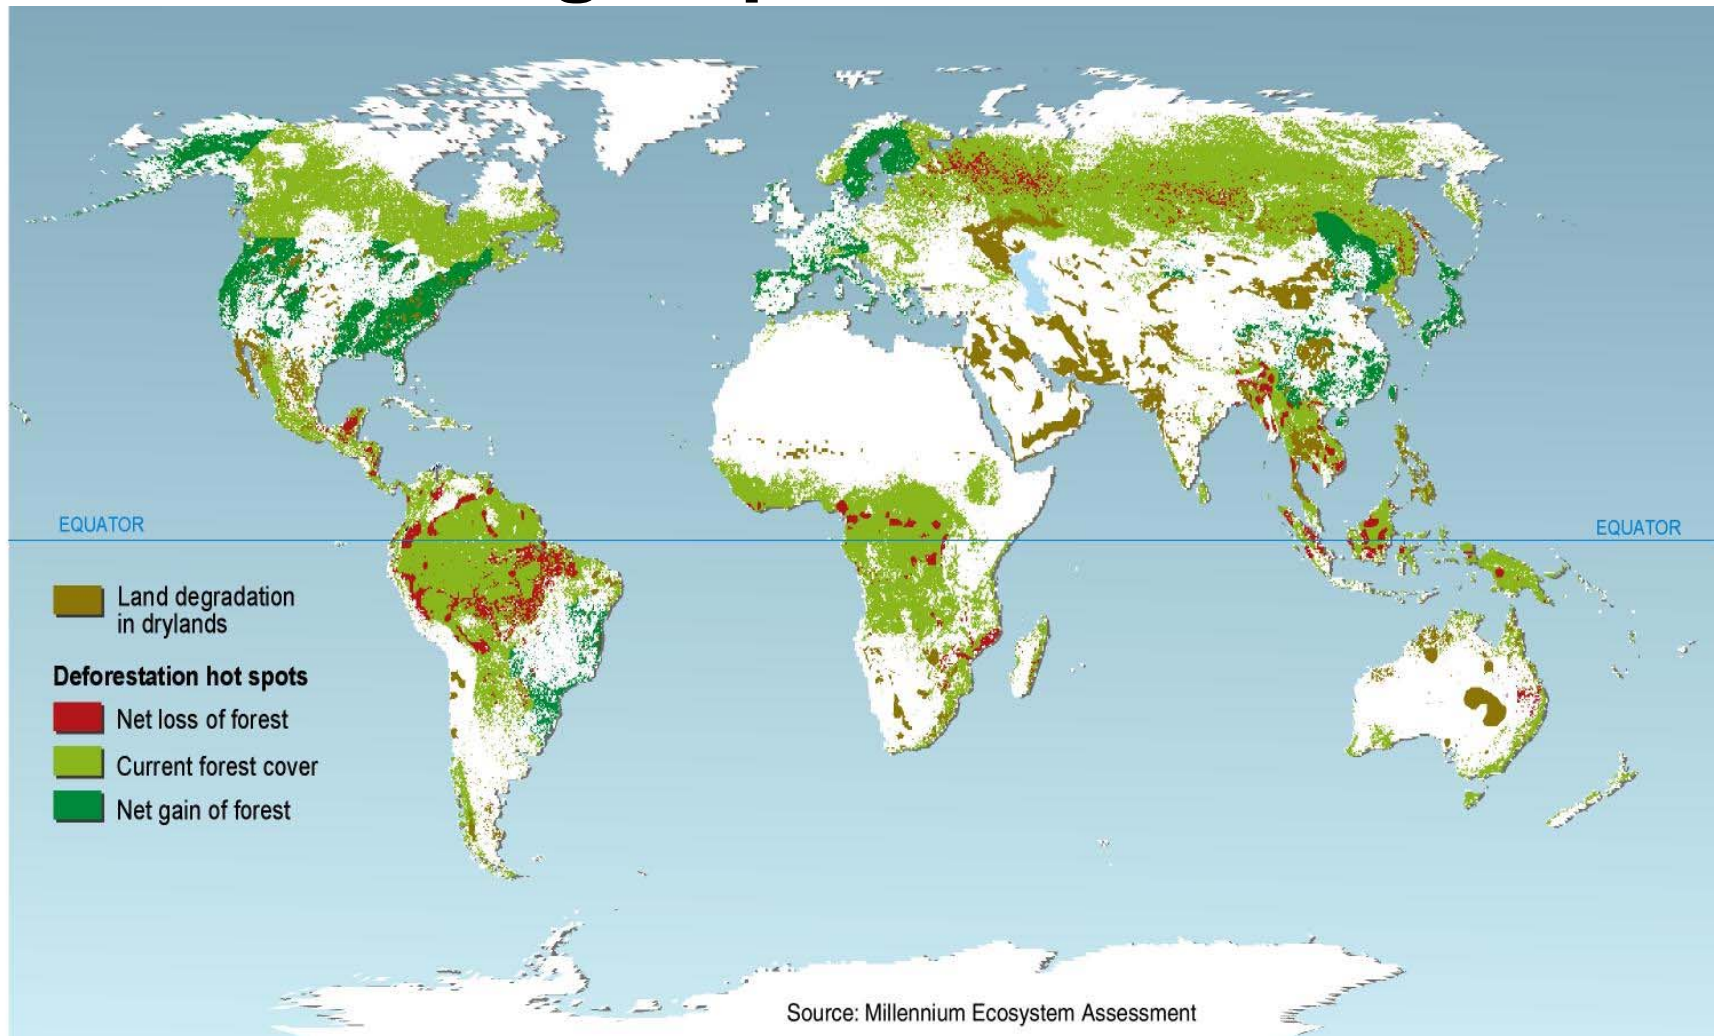 EQUATOR
EQUATOR
Land degradation
in drylands
Deforestation hot spots
Net loss of forest
Current forest cover
Net gain of forest
Source: Millennium Ecosystem Assessment